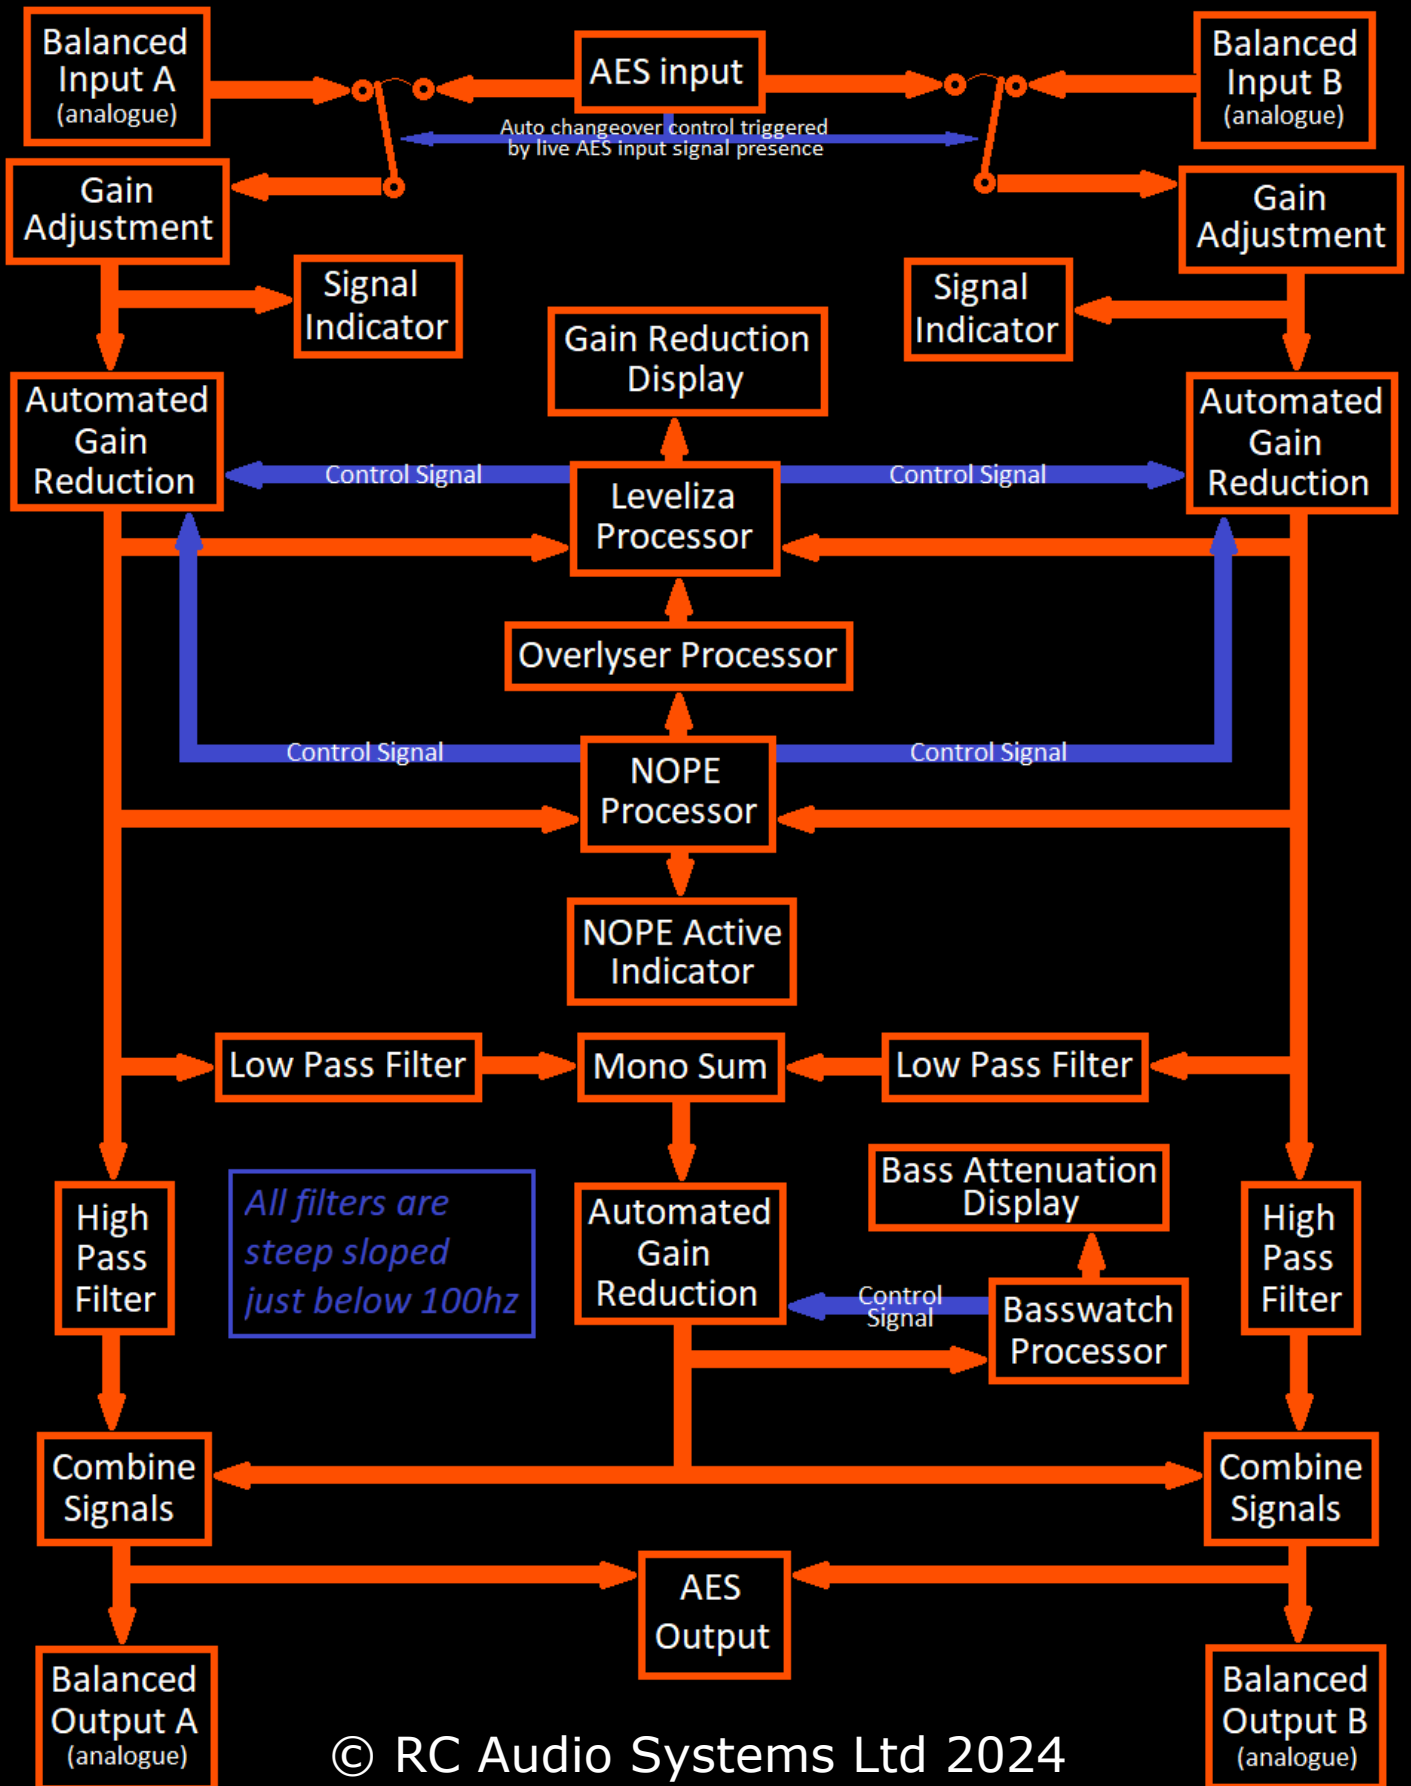 Balanced
Input A
(analogue)
AES input
Balanced
Input B
(analogue)
Auto changeover control triggered
by live AES input signal presence
Gain
Adjustment
Gain
Adjustment
Signal
Indicator
Signal
Indicator
Gain Reduction
Display
Automated
Gain
Reduction
Automated
Gain
Reduction
Control Signal
Control Signal
Leveliza
Processor
Overlyser Processor
Control Signal
Control Signal
NOPE
Processor
NOPE Active
Indicator
Low Pass Filter
Mono Sum
Low Pass Filter
Bass Attenuation
Display
High
Pass
Filter
All filters are
steep sloped
just below 100hz
Automated
Gain
Reduction
Control
Signal
Basswatch
Processor
High
Pass
Filter
Combine
Signals
Combine
Signals
AES
Output
Balanced
Output A
(analogue)
Balanced
Output B
(analogue)
© RC Audio Systems Ltd 2024